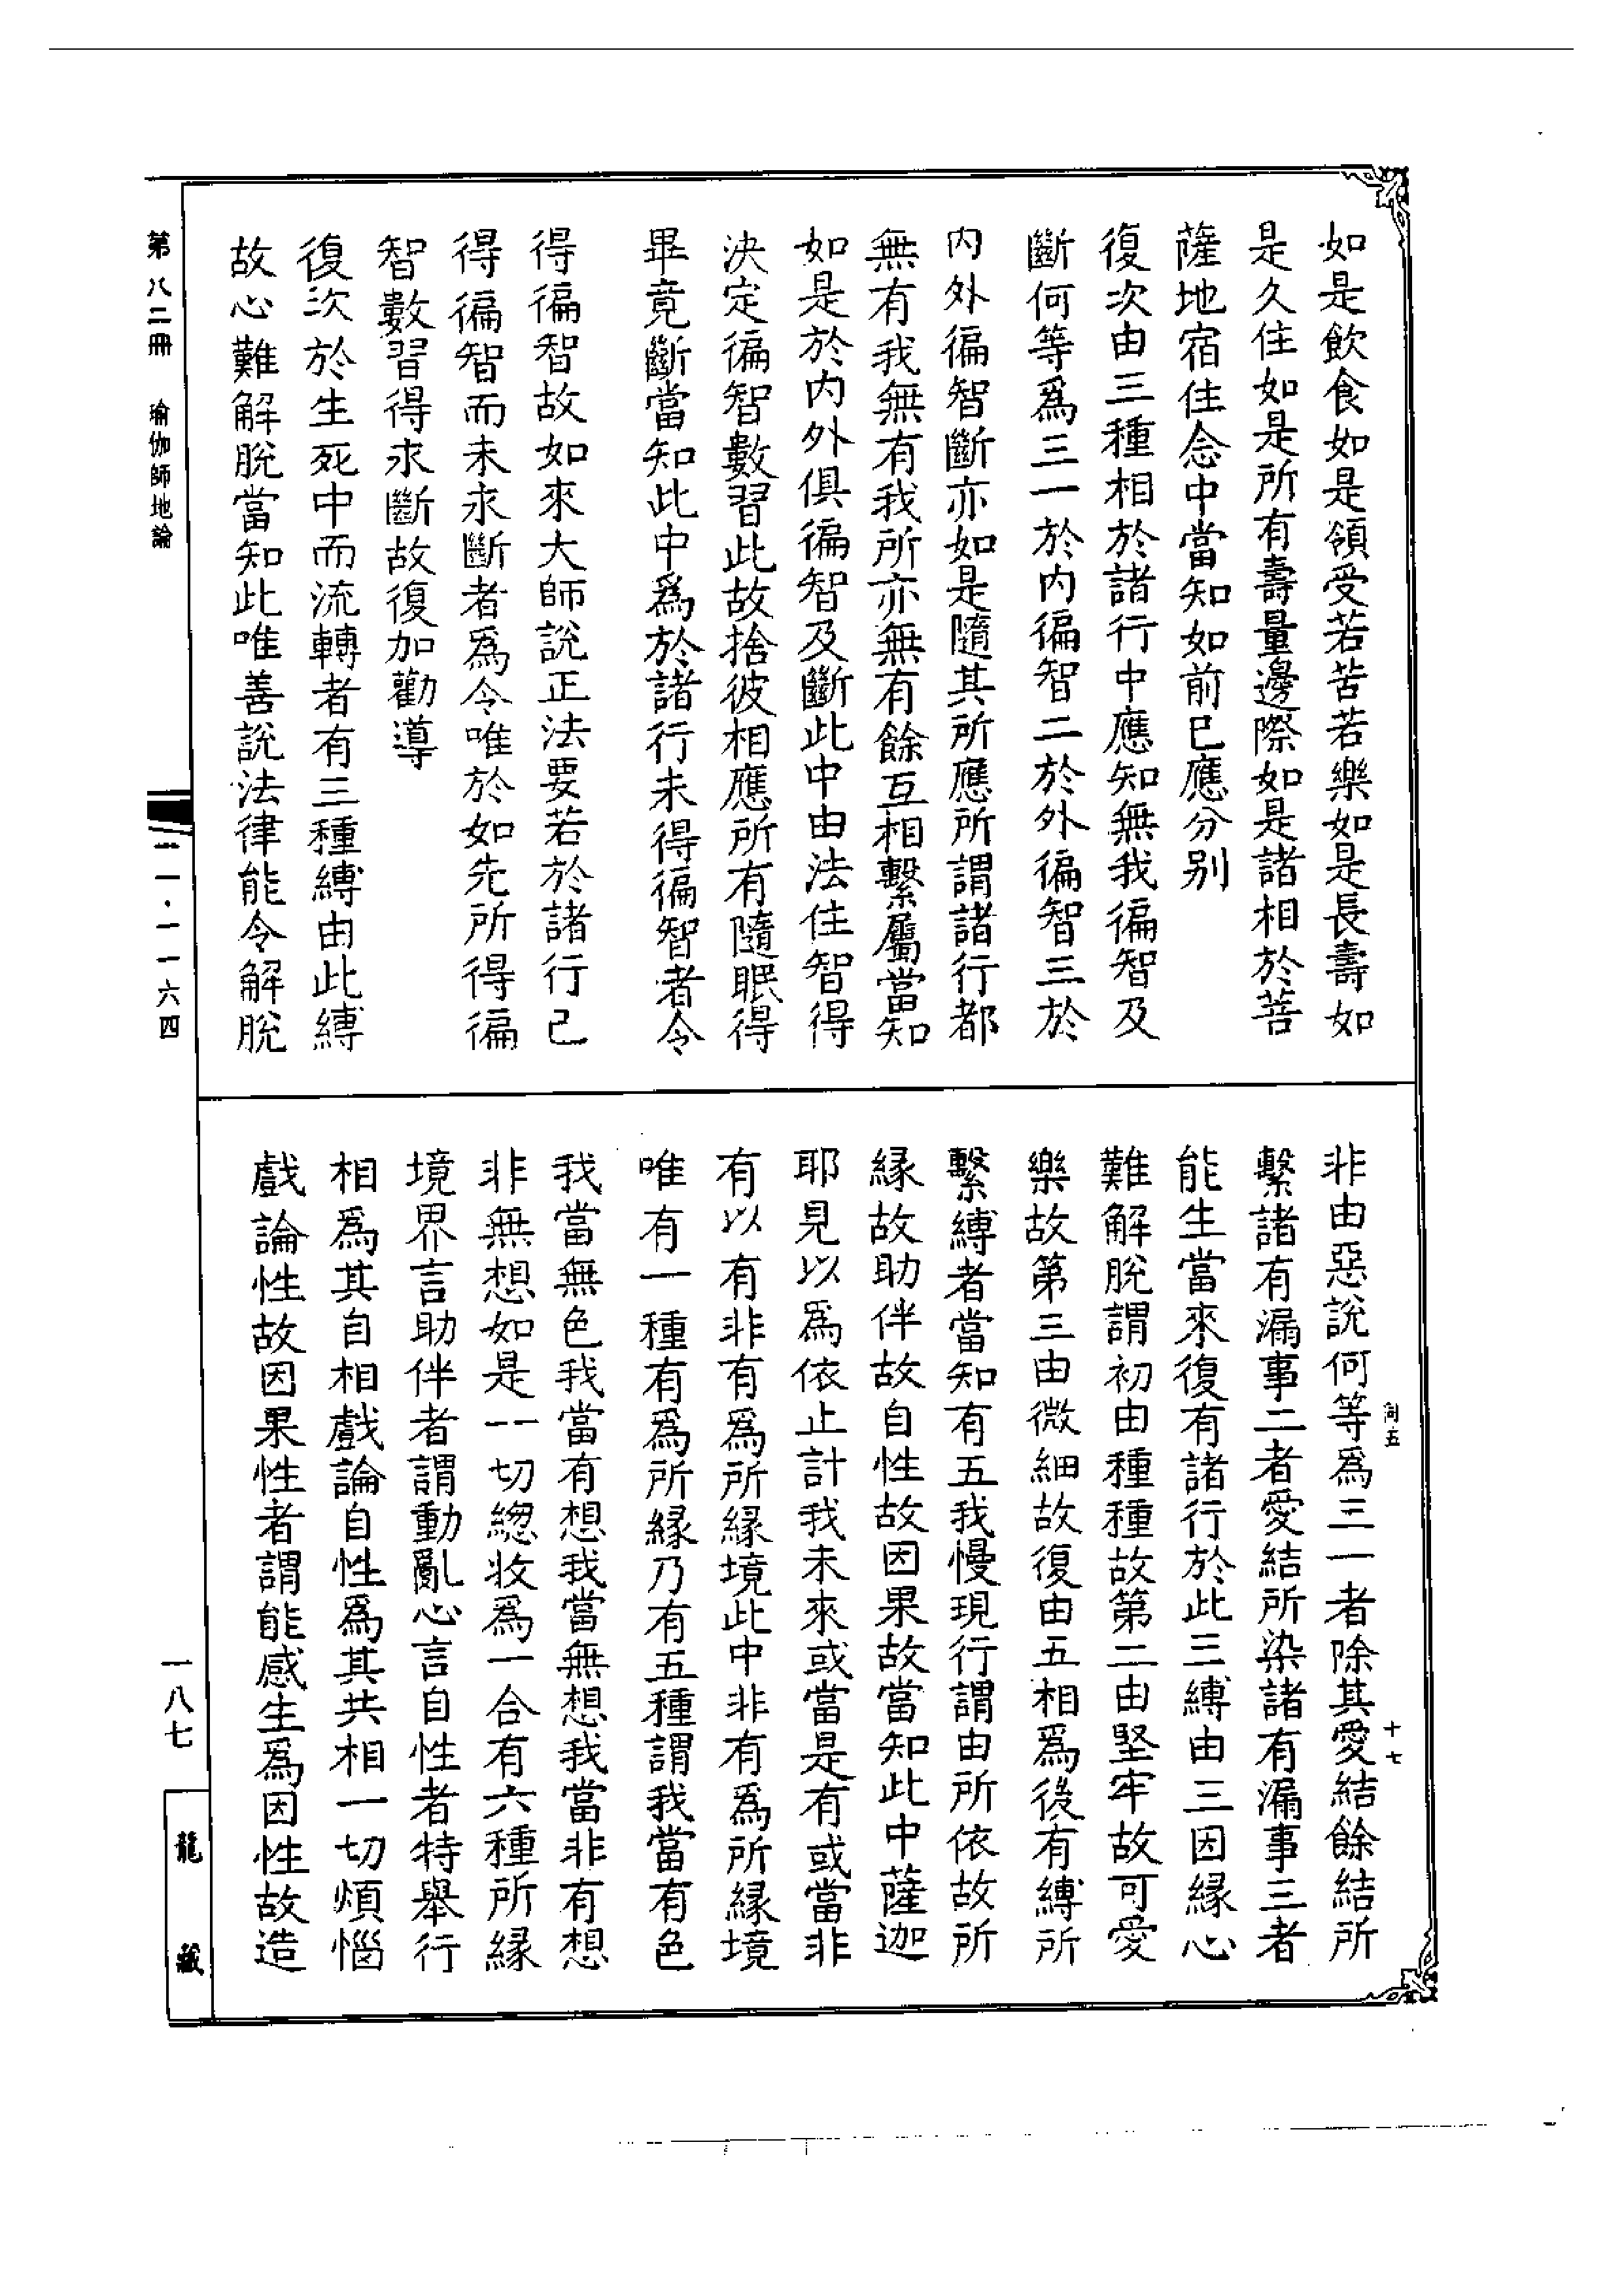 如是飲食如是領受若苦若樂如是長壽如
是久住如是所有壽量邊際如是諸相於菩
薩地宿住念中當知如前已應分別
復次由三種相於諸行中應知無我徧智及
斷何等爲三一於内徧智二於外徧智三於
内外徧智斷亦如是隨其所應所謂諸行都
無有我無有我所亦無有餘互相繫屬當知
如是於内外俱徧智及斷此中由法住智得
決定徧智數習此故捨彼相應所有隨眠得
畢竟斷當知此中爲於諸行未得徧智者令
得徧智故如來大師說正法要若於諸行已
得徧智而未永斷者爲令唯於如先所得徧
智數習得永斷故復加勸導
復次於生死中而流轉者有三種縛由此縛
故心難解脫當知此唯善説法律能令解脫
非由惡説何等爲三一者除其愛結餘結所
繫諸有漏事二者愛結所染諸有漏事三者
能生當來復有諸行於此三縛由三因緣心
難解脫謂初由種種故第二由堅牢故可愛
樂故第三由微細故復由五相爲後有縛所
繫縛者當知有五我慢現行謂由所依故所
緣故助伴故自性故因果故當知此中薩迦
耶見以爲依止計我未來或當是有或當非
有以有非有爲所緣境此中非有爲所緣境
唯有一種有爲所緣乃有五種謂我當有色
我當無色我當有想我當無想我當非有想
非無想如是一一切緫收爲一合有六種所緣
境界言助伴者謂動亂心言自性者特舉行
相爲其自相戲論自性爲其共相一切煩惱
戲論性故因果性者謂能感生爲因性故造
十七
第八二冊　瑜伽師地論
一八七
龍藏